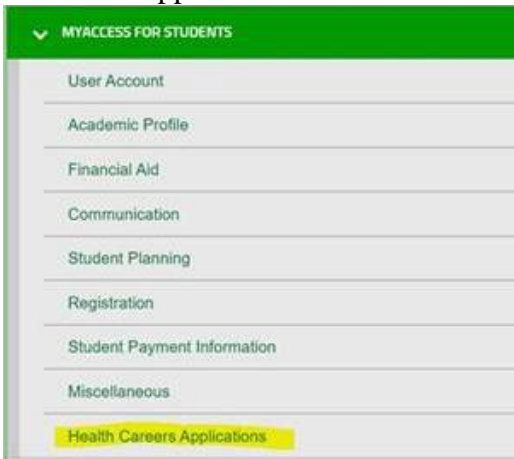 MYACCESS FOR STUDENTS
User Account
Academic Profile
Financial Aid
Communication
Student Planning
Registration
Student Payment Information
Miscellaneous
Health Careers Applications